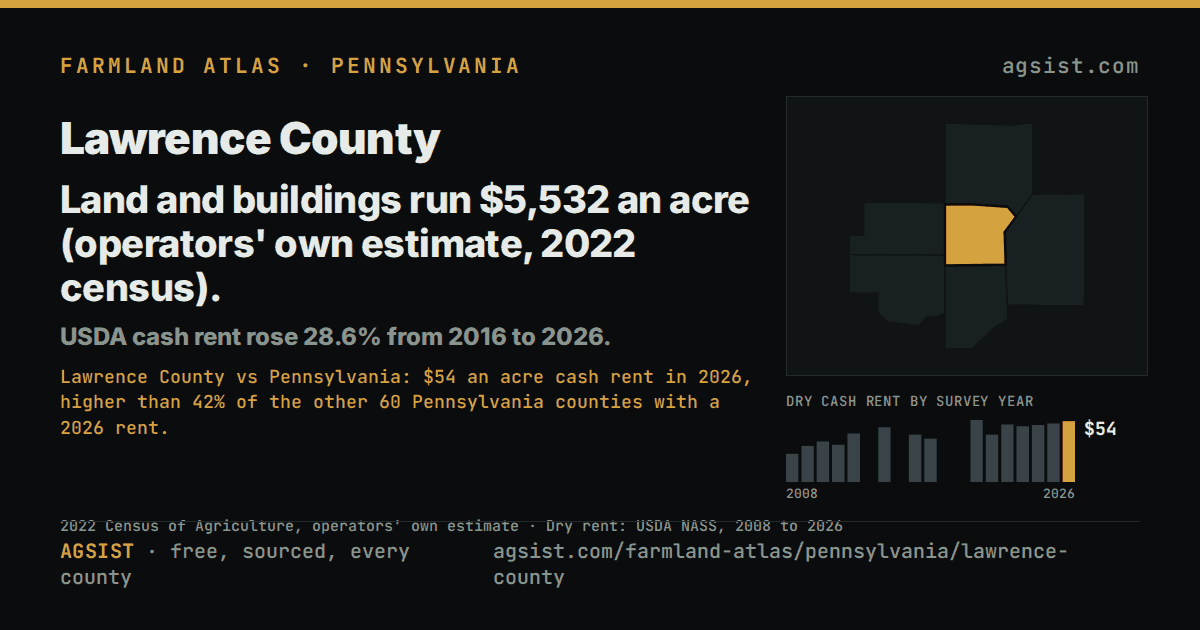 FARMLAND ATLAS · PENNSYLVANIA
agsist.com
Lawrence County
Land and buildings run $5,532 an acre
(operators' own estimate, 2022
census).
USDA cash rent rose 28.6% from 2016 to 2026.
Lawrence County vs Pennsylvania: $54 an acre cash rent in 2026,
higher than 42% of the other 60 Pennsylvania counties with a
2026 rent.
DRY CASH RENT BY SURVEY YEAR
$54
2008
2026
2022 Census of Agriculture, operators' own estimate · Dry rent: USDA NASS, 2008 to 2026
AGSIST · free, sourced, every
county
agsist.com/farmland-atlas/pennsylvania/lawrence-
county